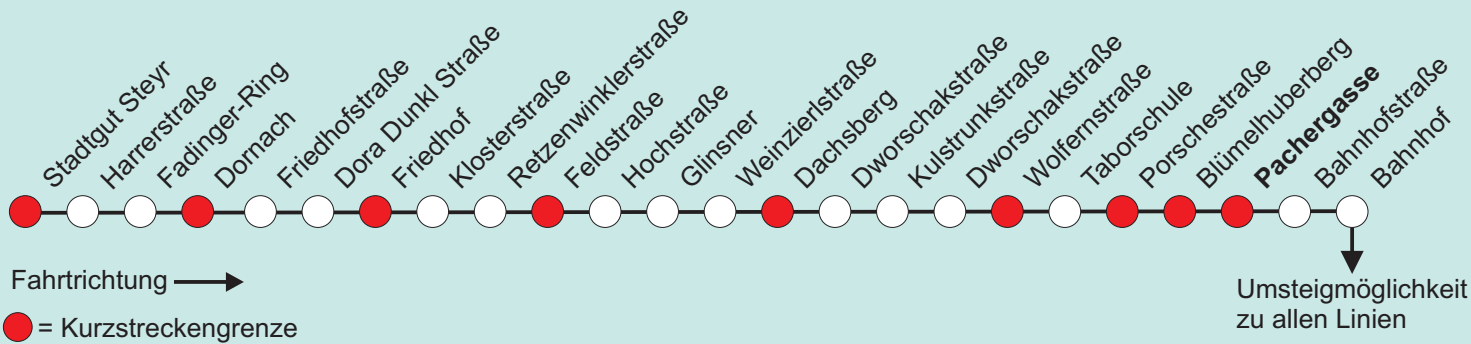 Stadtgut Steyr
Harrerstraße
Fadinger-Ring
Dornach
Friedhofstraße
Dora Dunkl Straße
Friedhof
Klosterstraße
Retzenwinklerstraße
Feldstraße
Hochstraße
Glinsner
Weinzierlstraße
Dachsberg
Dworschakstraße
Kulstrunkstraße
Dworschakstraße
Wolfernstraße
Taborschule
Porschestraße
Blümelhuberberg
Pachergasse
Bahnhofstraße
Bahnhof
Fahrtrichtung
= Kurzstreckengrenze
Umsteigmöglichkeit
zu allen Linien